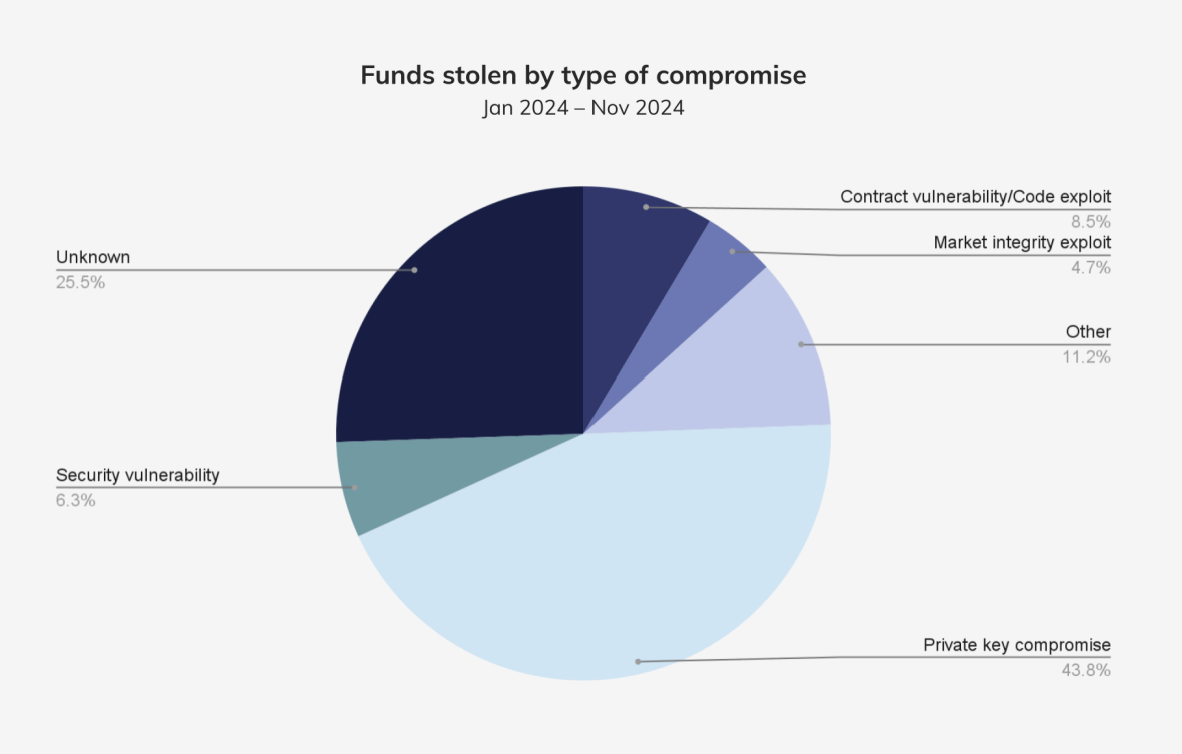 Funds stolen by type of compromise
Jan 2024 – Nov 2024
Contract vulnerability/Code exploit
8.5%
Market integrity exploit
4.7%
Other
11.2%
Private key compromise
43.8%
Security vulnerability
6.3%
Unknown
25.5%